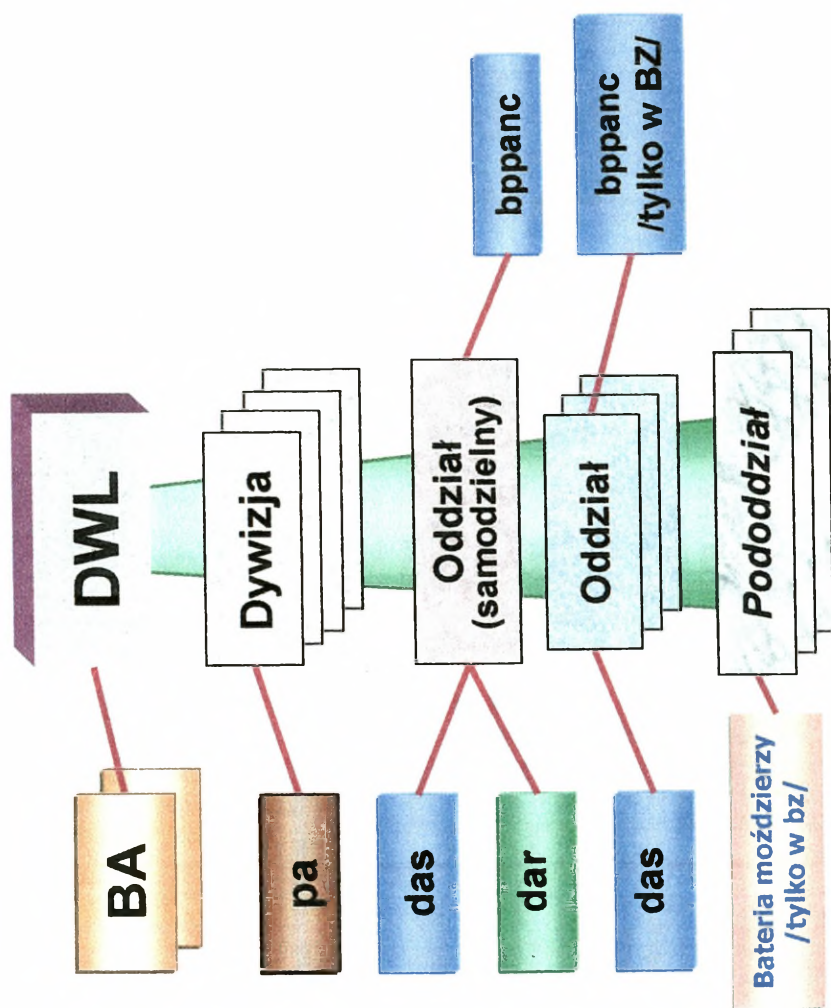 DWL
BA
Dywizja
pa
Oddział
(samodzielny)
das
dar
bppanc
Oddział
das
bppanc
/tylko w BZ/
Pododdział
Bateria moździerzy
/tylko w bz/